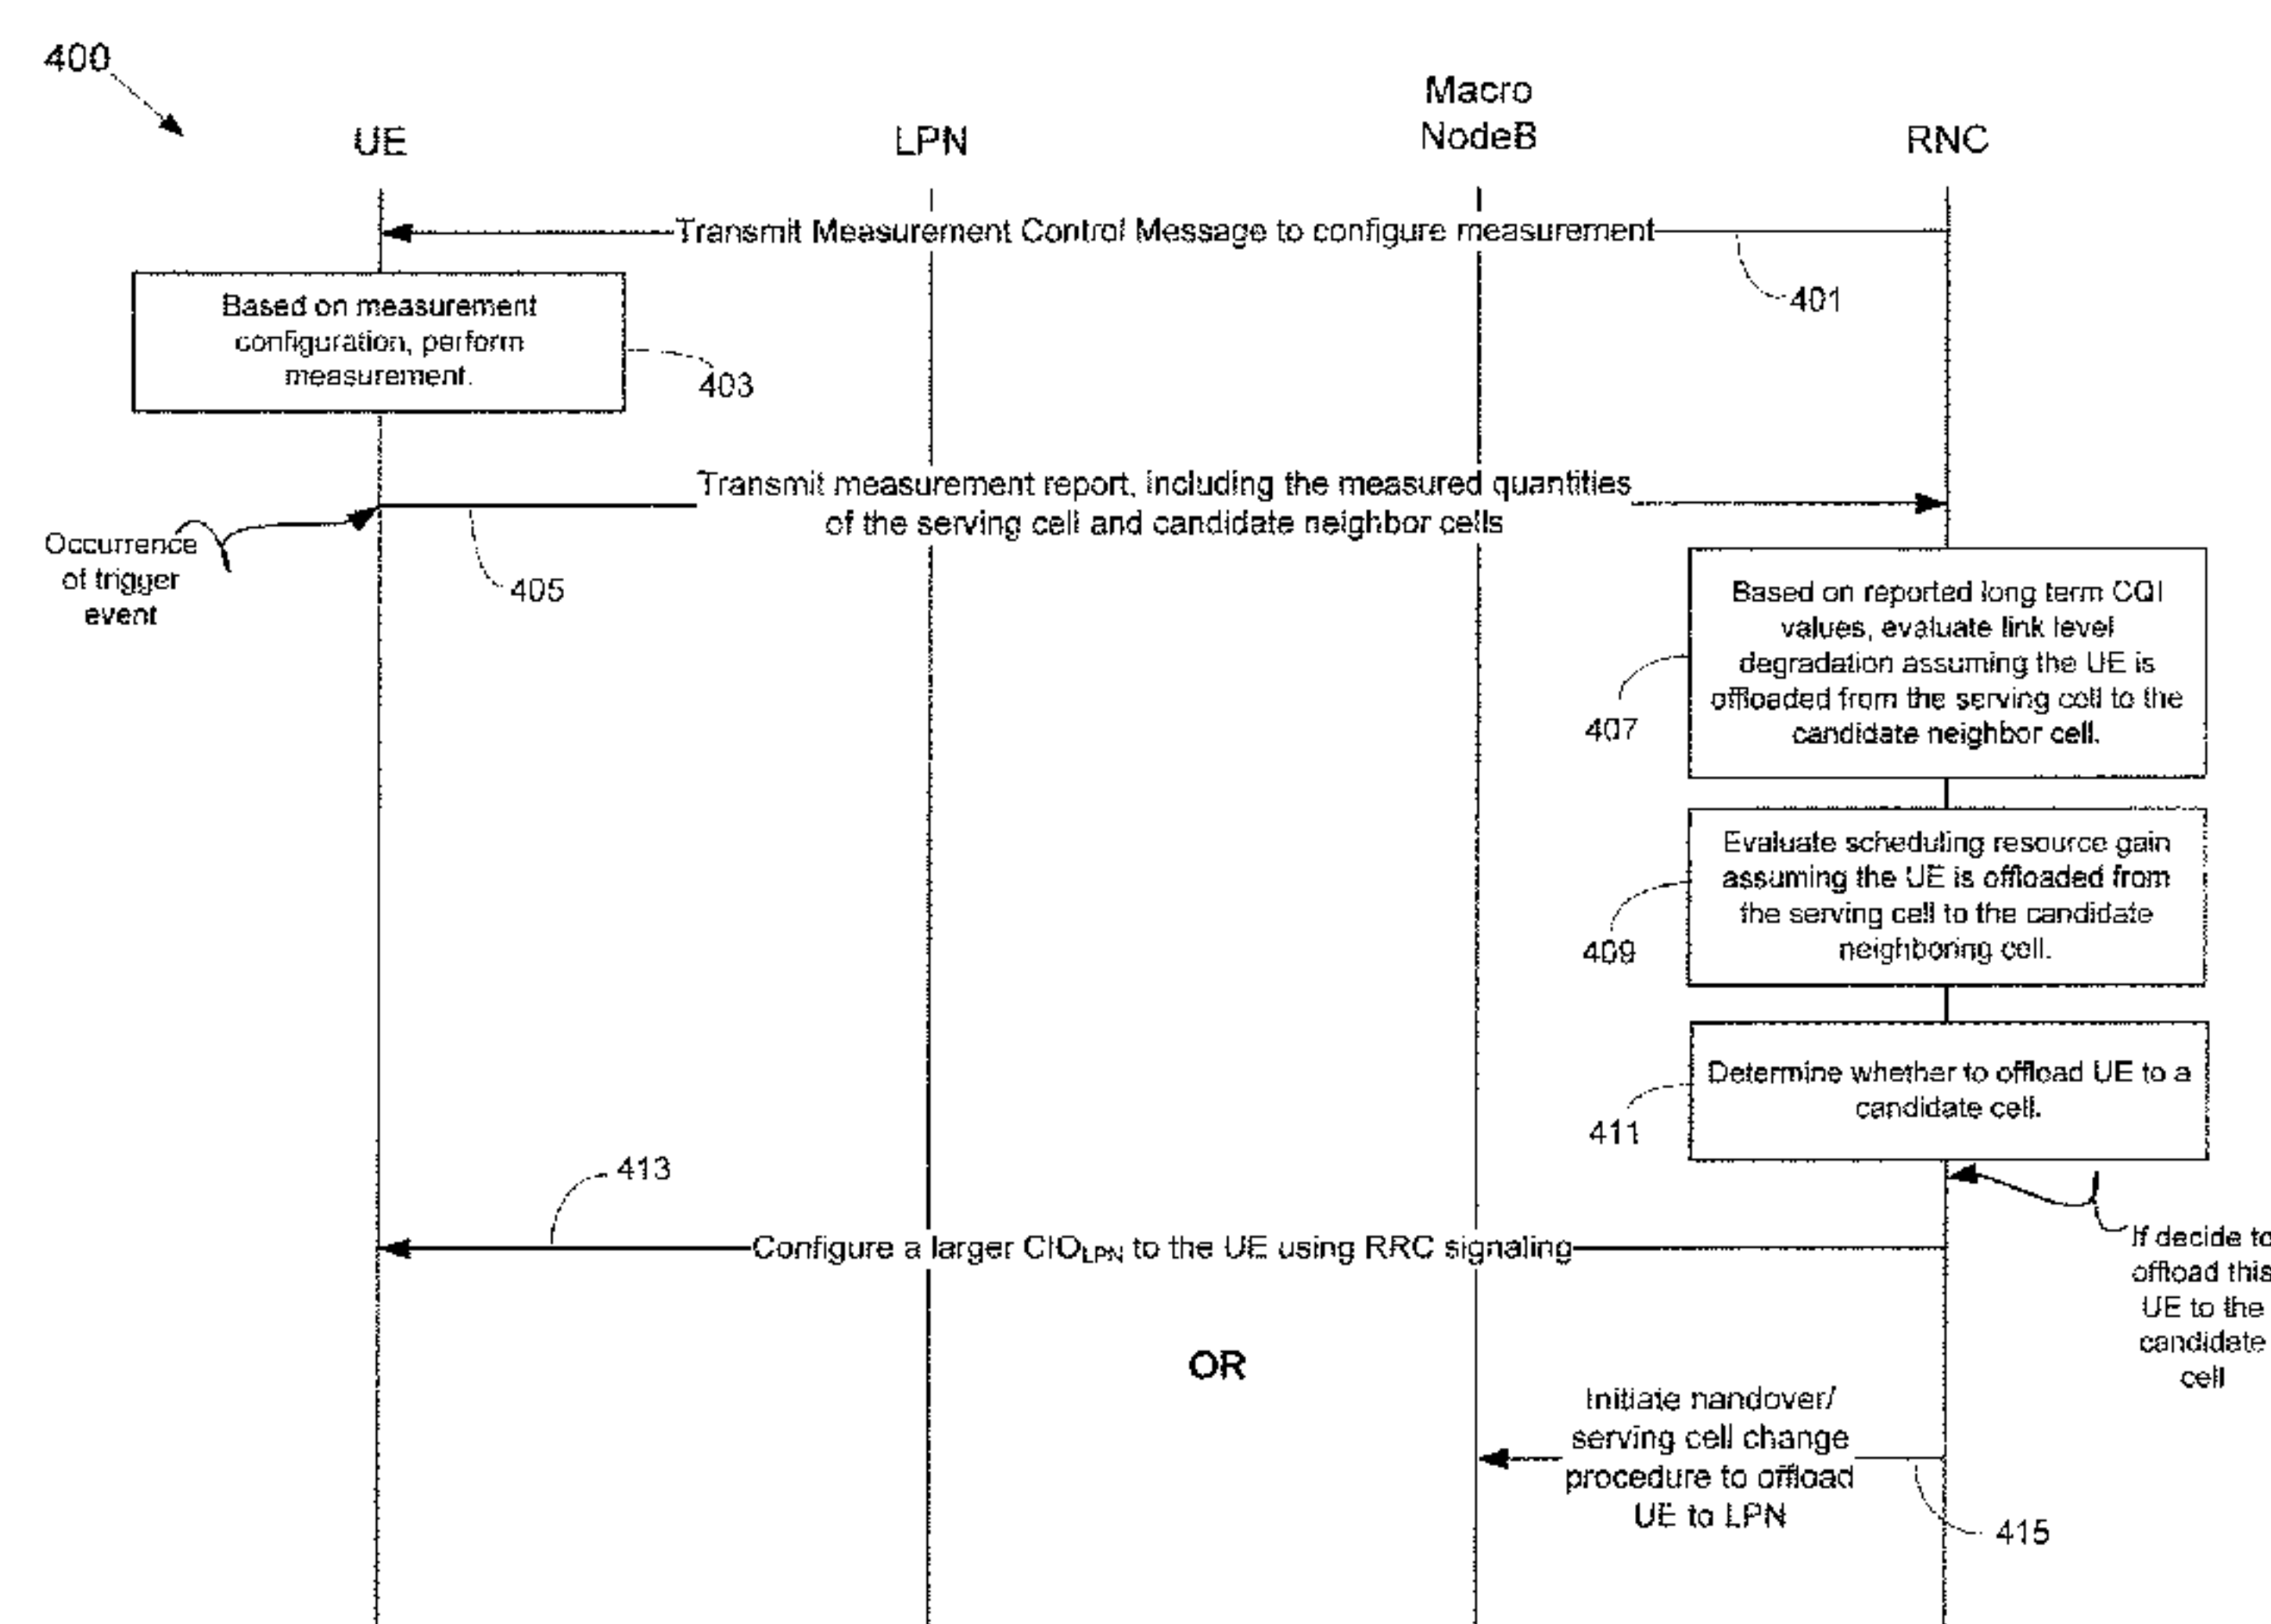 400
UE
LPN
Macro
NodeB
RNC
Transmit Measurement Control Message to configure measurement
401
Based on measurement
configuration, perform
measurement.
403
Transmit measurement report, including the measured quantities
of the serving cell and candidate neighbor cells
Occurrence
of trigger
event
405
Based on reported long term CQI
values, evaluate link level
degradation assuming the UE is
offloaded from the serving cell to the
candidate neighbor cell.
407
Evaluate scheduling resource gain
assuming the UE is offloaded from
the serving cell to the candidate
neighboring cell.
409
Determine whether to offload UE to a
candidate cell.
411
413
Configure a larger CIO_LPN to the UE using RRC signaling
If decide to
offload this
UE to the
candidate
cell
OR
Initiate handover/
serving cell change
procedure to offload
UE to LPN
415